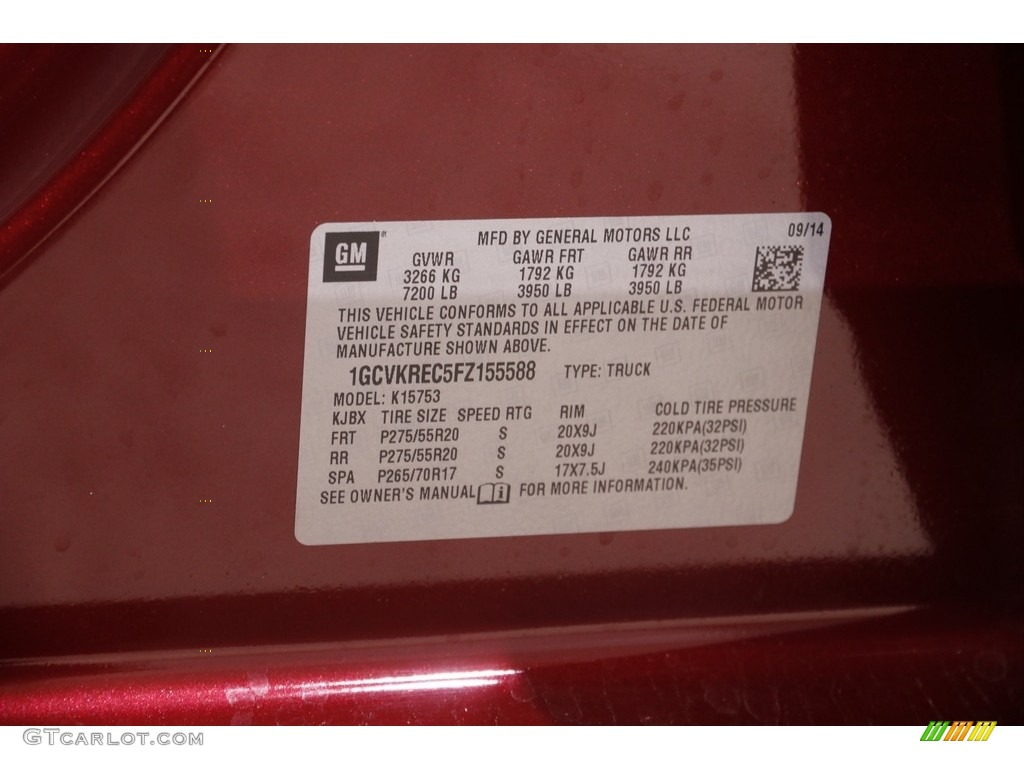 GM
MFD BY GENERAL MOTORS LLC 09/14
GVWR GAWR FRT GAWR RR
3266 KG 1792 KG 1792 KG
7200 LB 3950 LB 3950 LB
THIS VEHICLE CONFORMS TO ALL APPLICABLE U.S. FEDERAL MOTOR
VEHICLE SAFETY STANDARDS IN EFFECT ON THE DATE OF
MANUFACTURE SHOWN ABOVE.
1GCVKREC5FZ155588 TYPE: TRUCK
MODEL: K15753
KJBX TIRE SIZE SPEED RTG RIM COLD TIRE PRESSURE
FRT P275/55R20 S 20X9J 220KPA(32PSI)
RR P275/55R20 S 20X9J 220KPA(32PSI)
SPA P265/70R17 S 17X7.5J 240KPA(35PSI)
SEE OWNER'S MANUAL FOR MORE INFORMATION.
GTCARLOT.COM